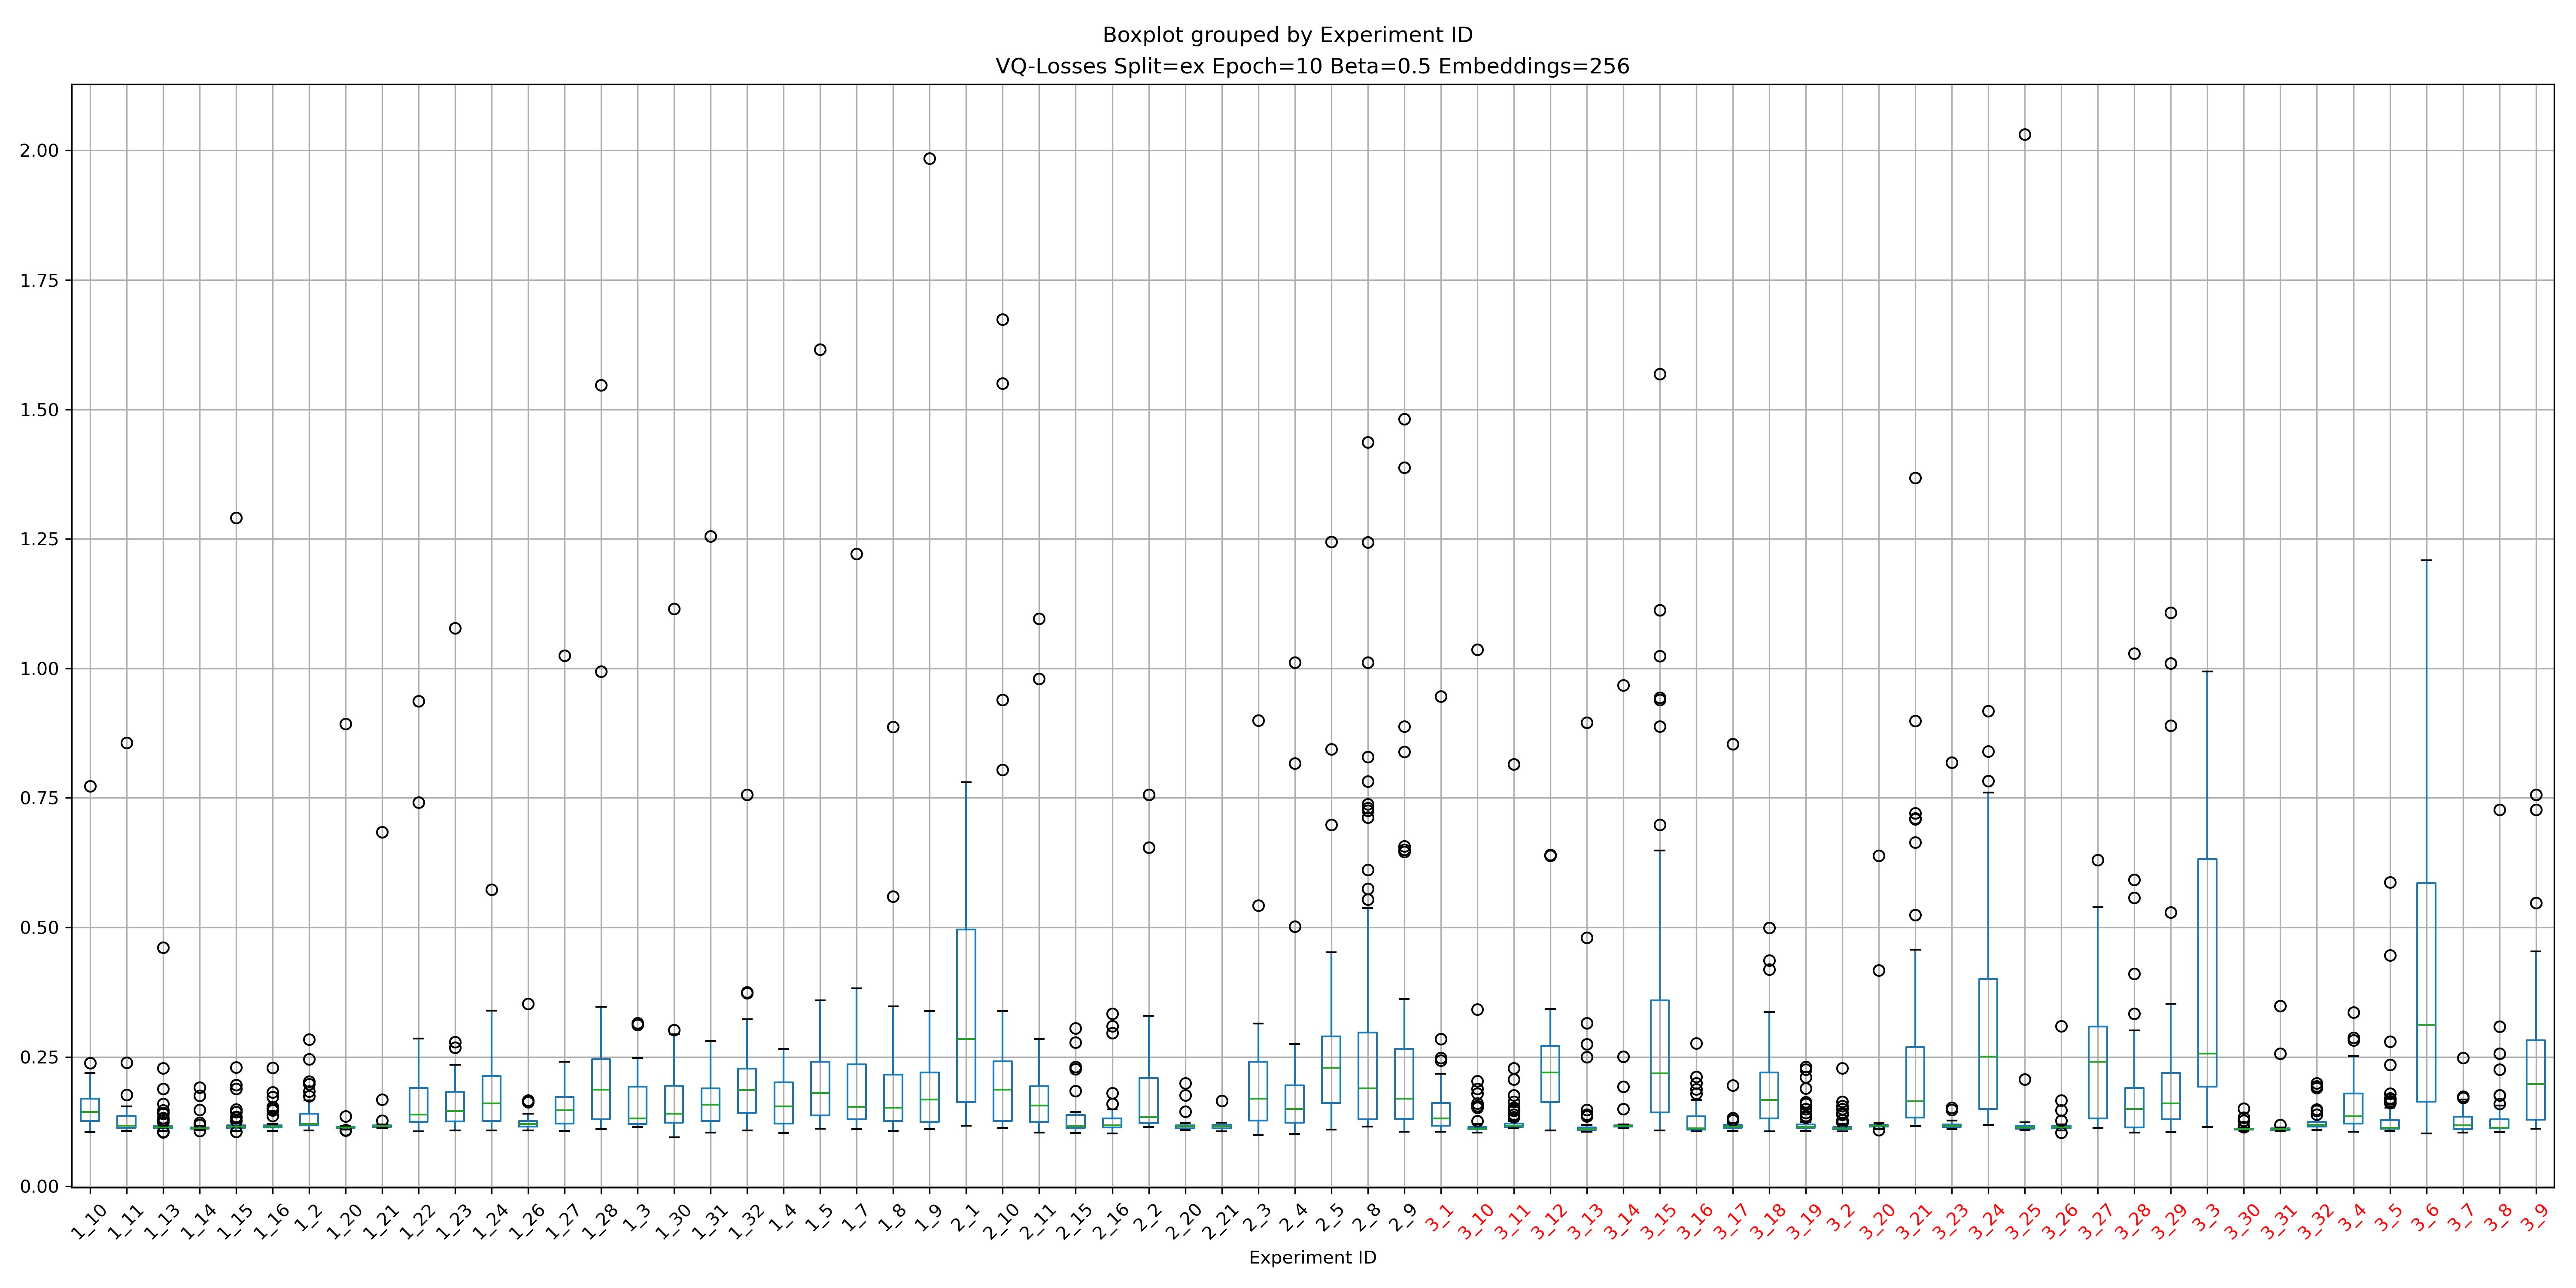 Boxplot grouped by Experiment ID
VQ-Losses Split=ex Epoch=10 Beta=0.5 Embeddings=256
2.00
1.75
1.50
1.25
1.00
0.75
0.50
0.25
0.00
1_10 1_11 1_13 1_14 1_15 1_16 1_2 1_20 1_21 1_22 1_23 1_24 1_26 1_27 1_28 1_3 1_30 1_31 1_32 1_4 1_5 1_7 1_8 1_9 2_1 2_10 2_11 2_15 2_16 2_2 2_20 2_21 2_3 2_4 2_5 2_8 2_9 3_1 3_10 3_11 3_12 3_13 3_14 3_15 3_16 3_17 3_18 3_19 3_2 3_20 3_21 3_23 3_24 3_25 3_26 3_27 3_28 3_29 3_3 3_30 3_31 3_32 3_4 3_5 3_6 3_7 3_8 3_9
Experiment ID